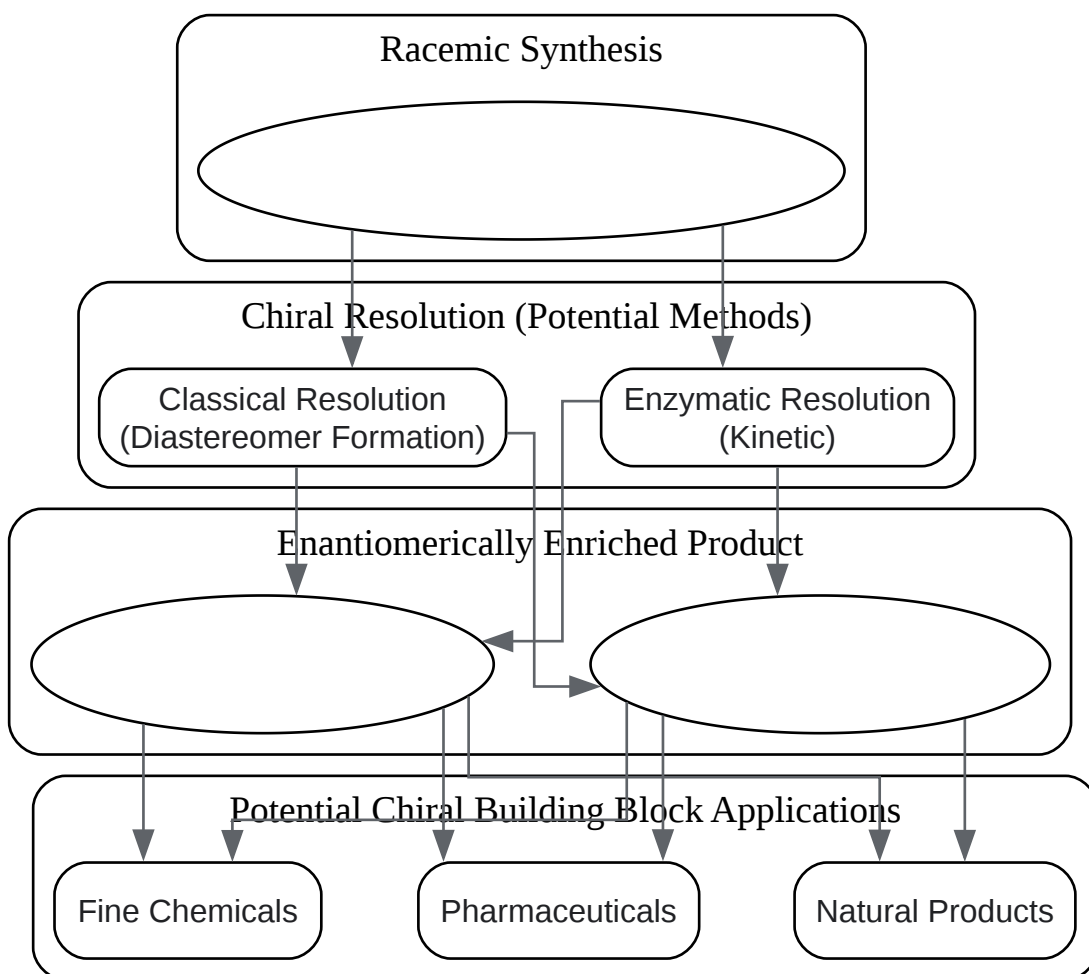 Racemic Synthesis
Chiral Resolution (Potential Methods)
Classical Resolution
(Diastereomer Formation)
Enzymatic Resolution
(Kinetic)
Enantiomerically Enriched Product
Potential Chiral Building Block Applications
Fine Chemicals
Pharmaceuticals
Natural Products